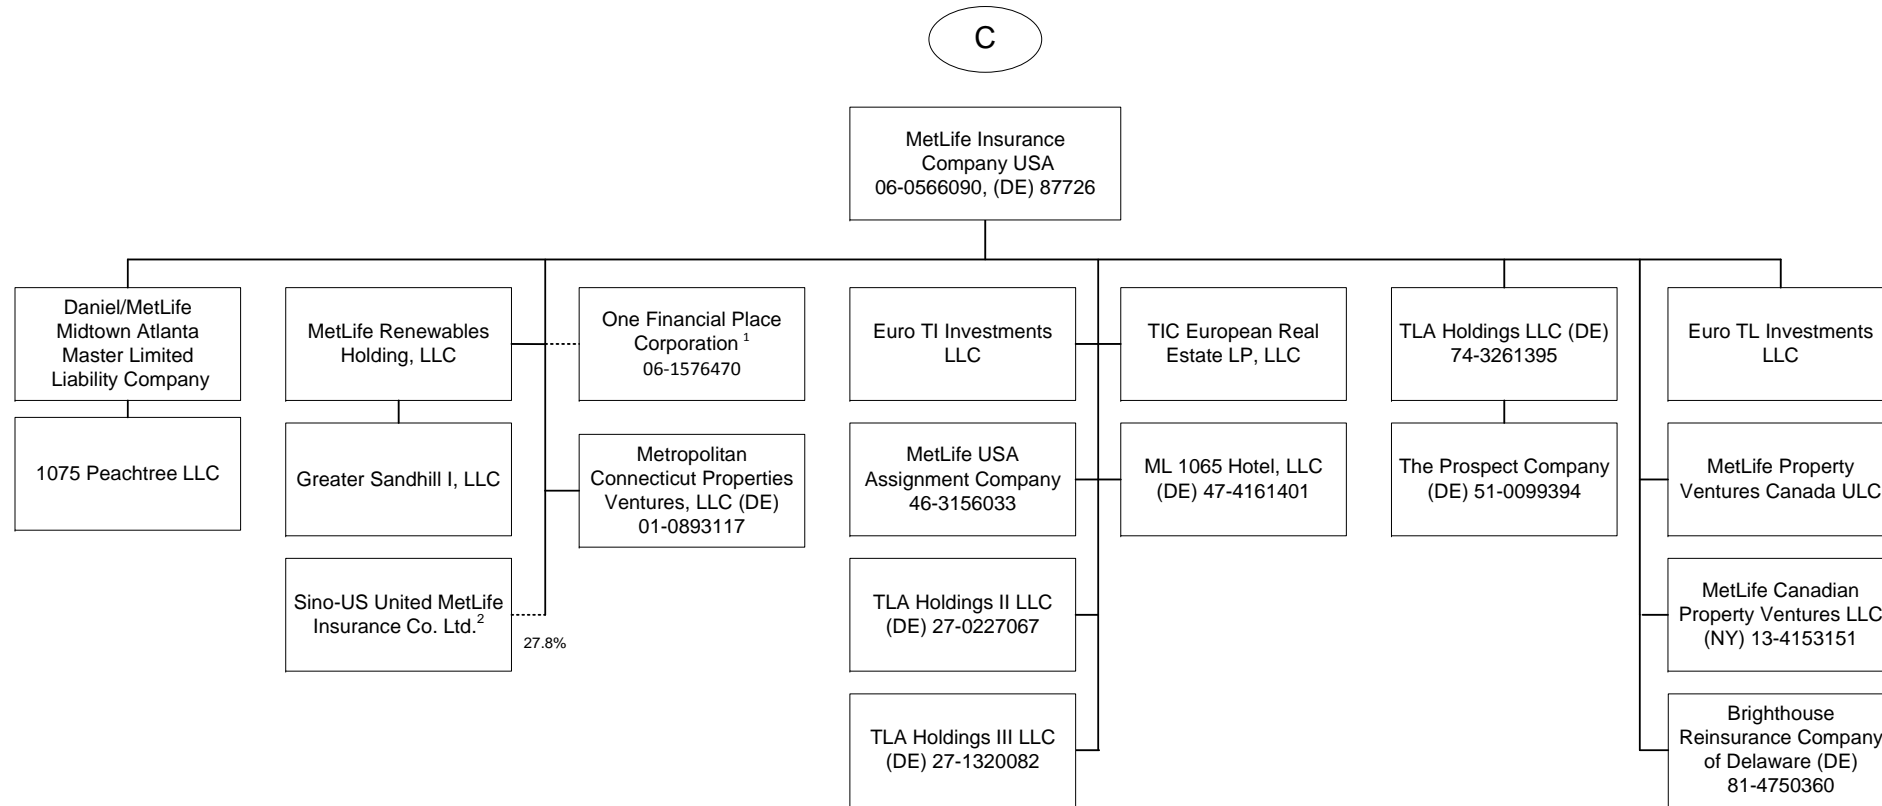 C
MetLife Insurance
Company USA
06-0566090, (DE) 87726
Daniel/MetLife
Midtown Atlanta
Master Limited
Liability Company
MetLife Renewables
Holding, LLC
One Financial Place
Corporation 1
06-1576470
Euro TI Investments
LLC
TIC European Real
Estate LP, LLC
TLA Holdings LLC (DE)
74-3261395
Euro TL Investments
LLC
1075 Peachtree LLC
Greater Sandhill I, LLC
Metropolitan
Connecticut Properties
Ventures, LLC (DE)
01-0893117
MetLife USA
Assignment Company
46-3156033
ML 1065 Hotel, LLC
(DE) 47-4161401
The Prospect Company
(DE) 51-0099394
MetLife Property
Ventures Canada ULC
Sino-US United MetLife
Insurance Co. Ltd.2
27.8%
TLA Holdings II LLC
(DE) 27-0227067
MetLife Canadian
Property Ventures LLC
(NY) 13-4153151
TLA Holdings III LLC
(DE) 27-1320082
Brighthouse
Reinsurance Company
of Delaware (DE)
81-4750360